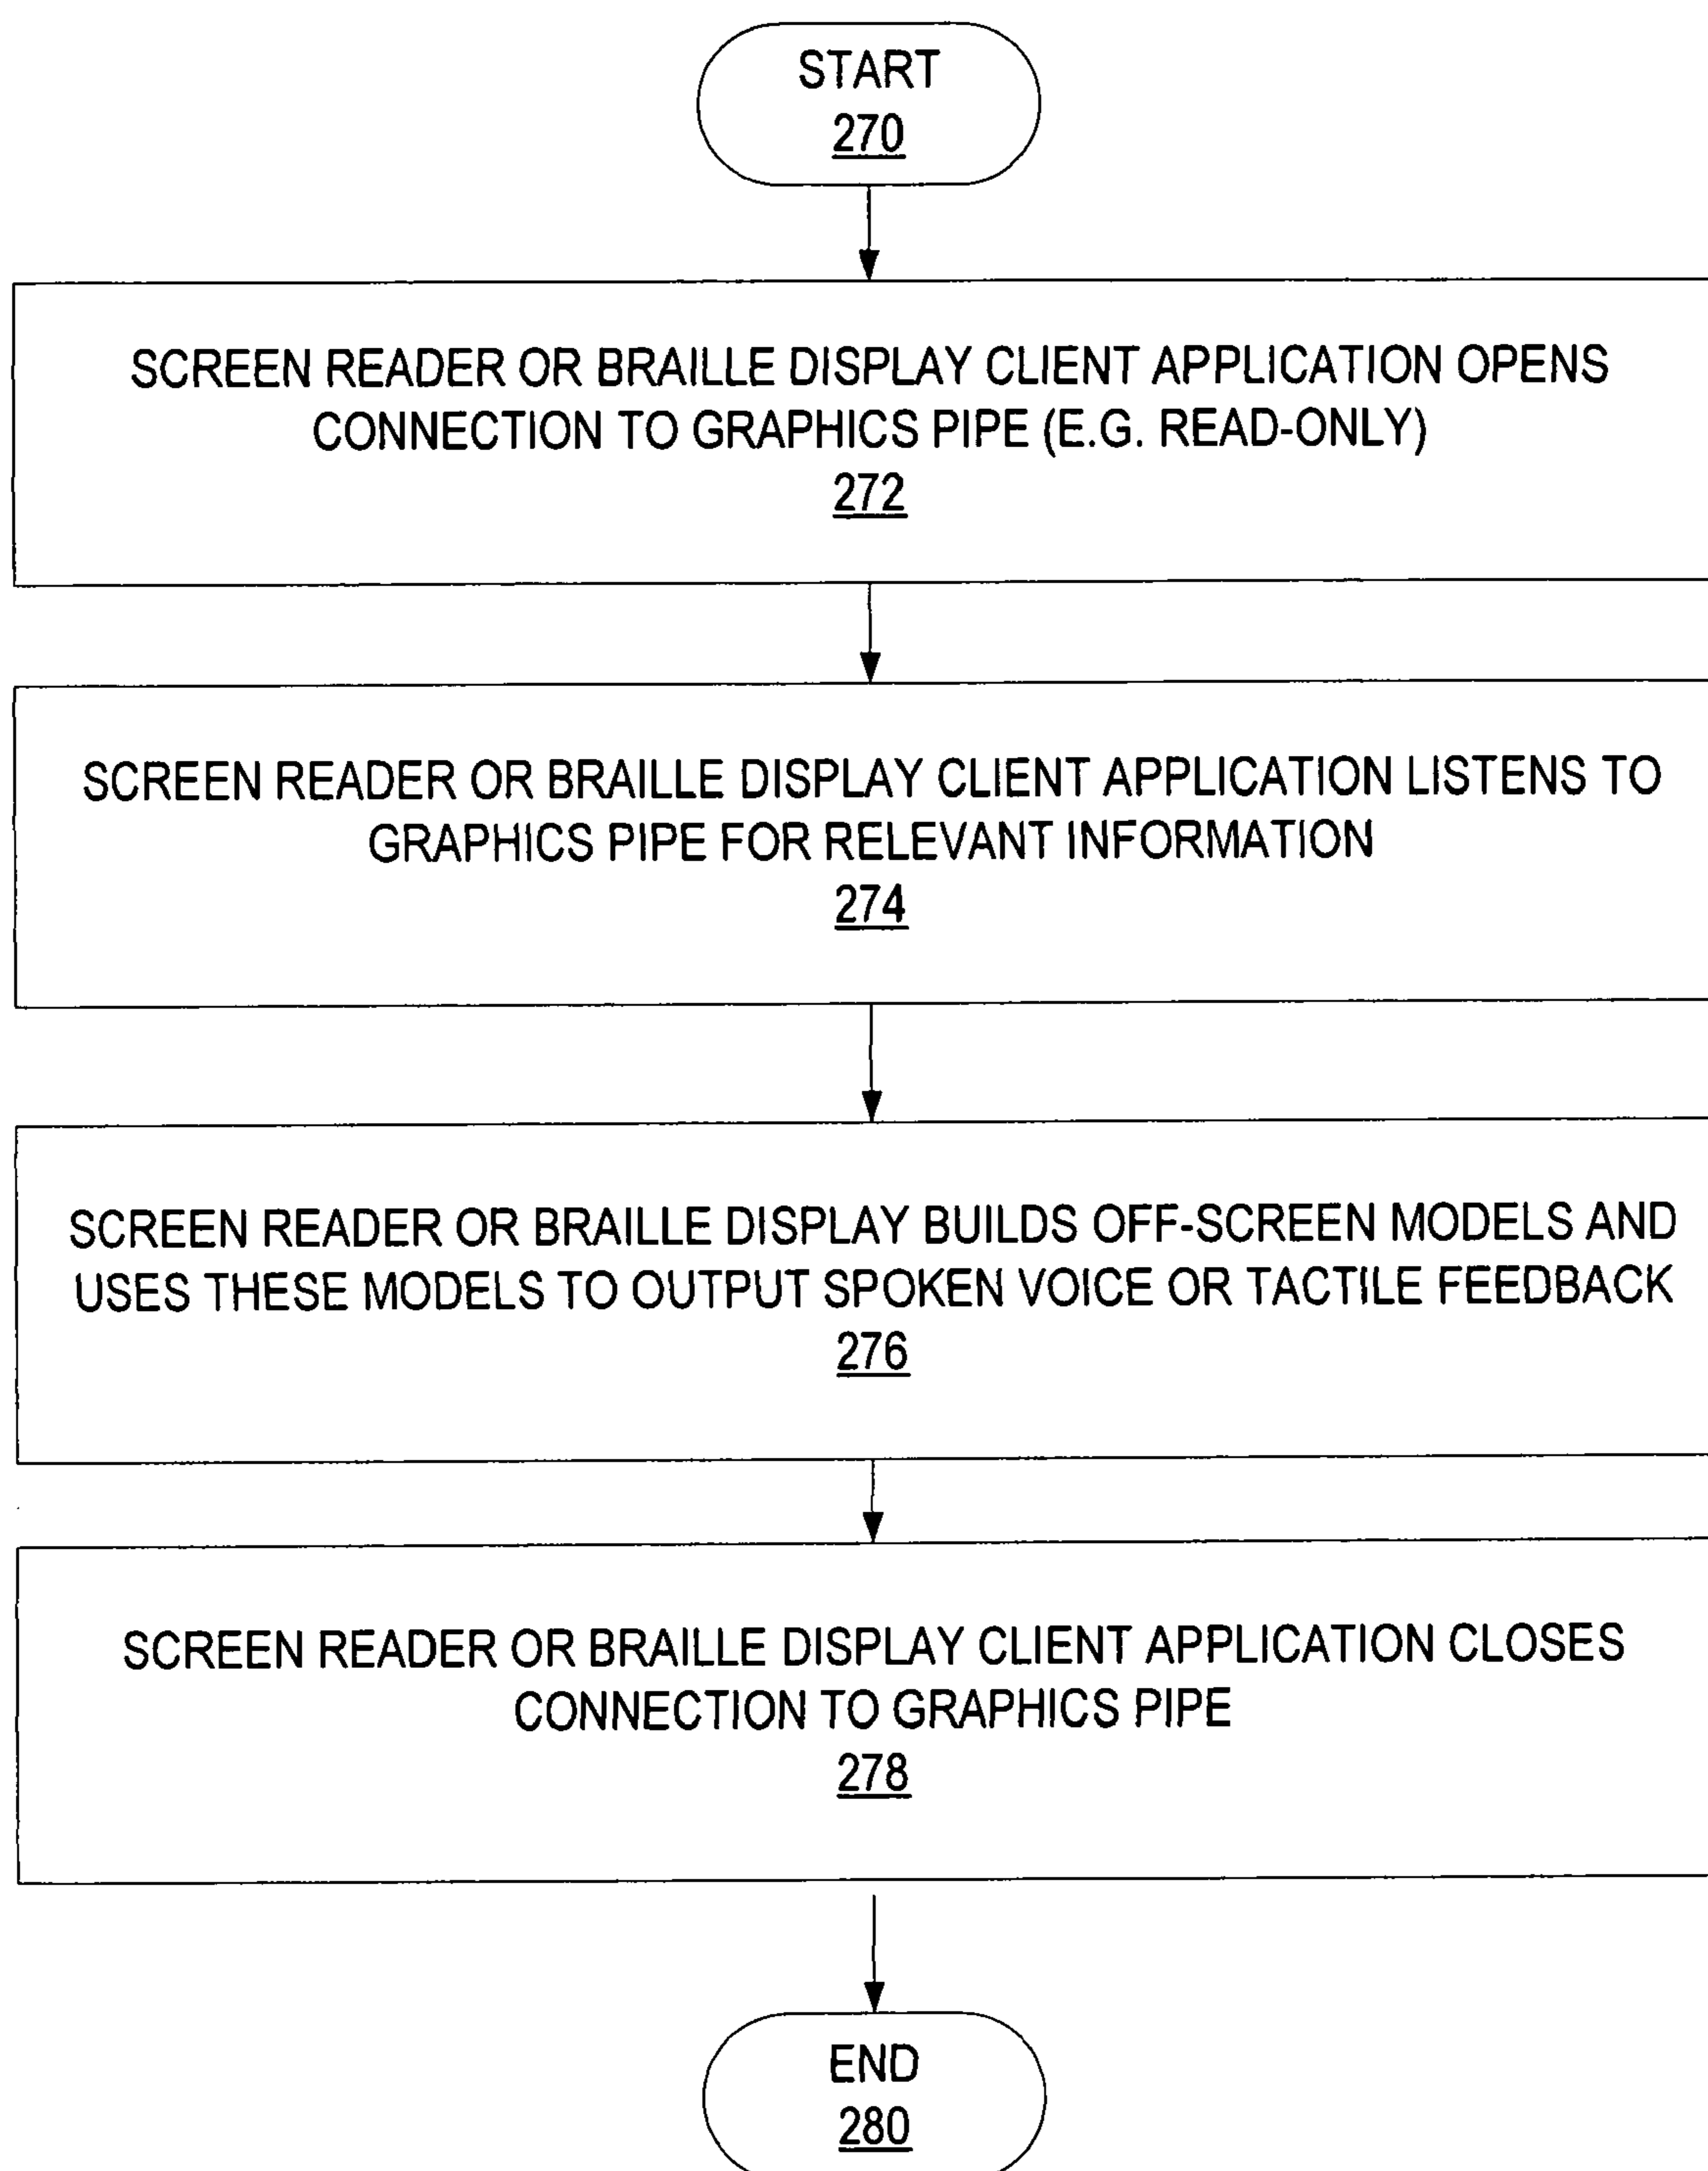 START
270
SCREEN READER OR BRAILLE DISPLAY CLIENT APPLICATION OPENS
CONNECTION TO GRAPHICS PIPE (E.G. READ-ONLY)
272
SCREEN READER OR BRAILLE DISPLAY CLIENT APPLICATION LISTENS TO
GRAPHICS PIPE FOR RELEVANT INFORMATION
274
SCREEN READER OR BRAILLE DISPLAY BUILDS OFF-SCREEN MODELS AND
USES THESE MODELS TO OUTPUT SPOKEN VOICE OR TACTILE FEEDBACK
276
SCREEN READER OR BRAILLE DISPLAY CLIENT APPLICATION CLOSES
CONNECTION TO GRAPHICS PIPE
278
END
280